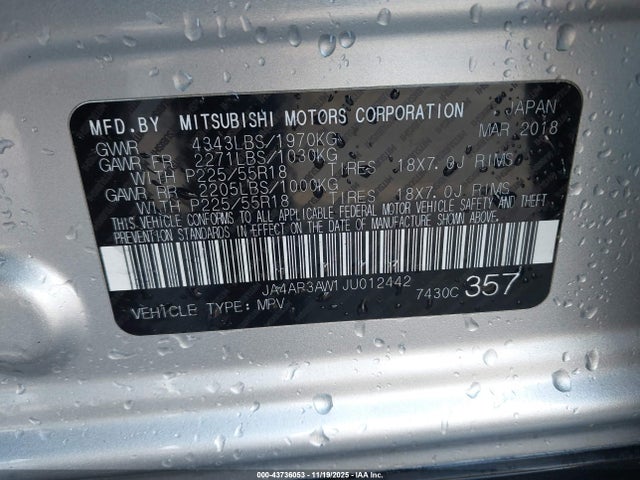 MFD.BY MITSUBISHI MOTORS CORPORATION JAPAN
GVWR 4343LBS/1970KG MAR.2018
GAWR FR 2271LBS/1030KG
WITH P225/55R18 TIRES 18X7.0J RIMS
GAWR RR 2205LBS/1000KG
WITH P225/55R18 TIRES 18X7.0J RIMS
THIS VEHICLE CONFORMS TO ALL APPLICABLE FEDERAL MOTOR VEHICLE SAFETY AND THEFT
PREVENTION STANDARDS IN EFFECT ON THE DATE OF MANUFACTURE SHOWN ABOVE.
JA4AR3AW1JU012442
7430C 357
VEHICLE TYPE: MPV
000-43736053 - 11/19/2025 - IAA Inc.